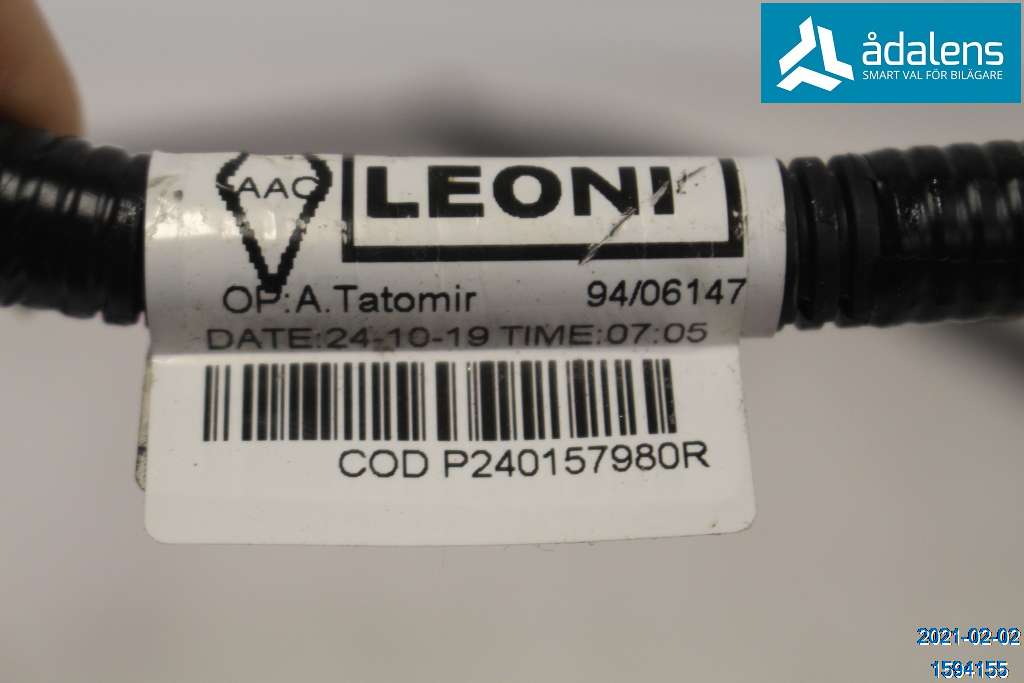 ådalens
SMART VAL FÖR BILÄGARE
AAC LEONI
OP:A.Tatomir 94/06147
DATE:24-10-19 TIME:07:05
COD P240157980R
2021-02-02
1594155